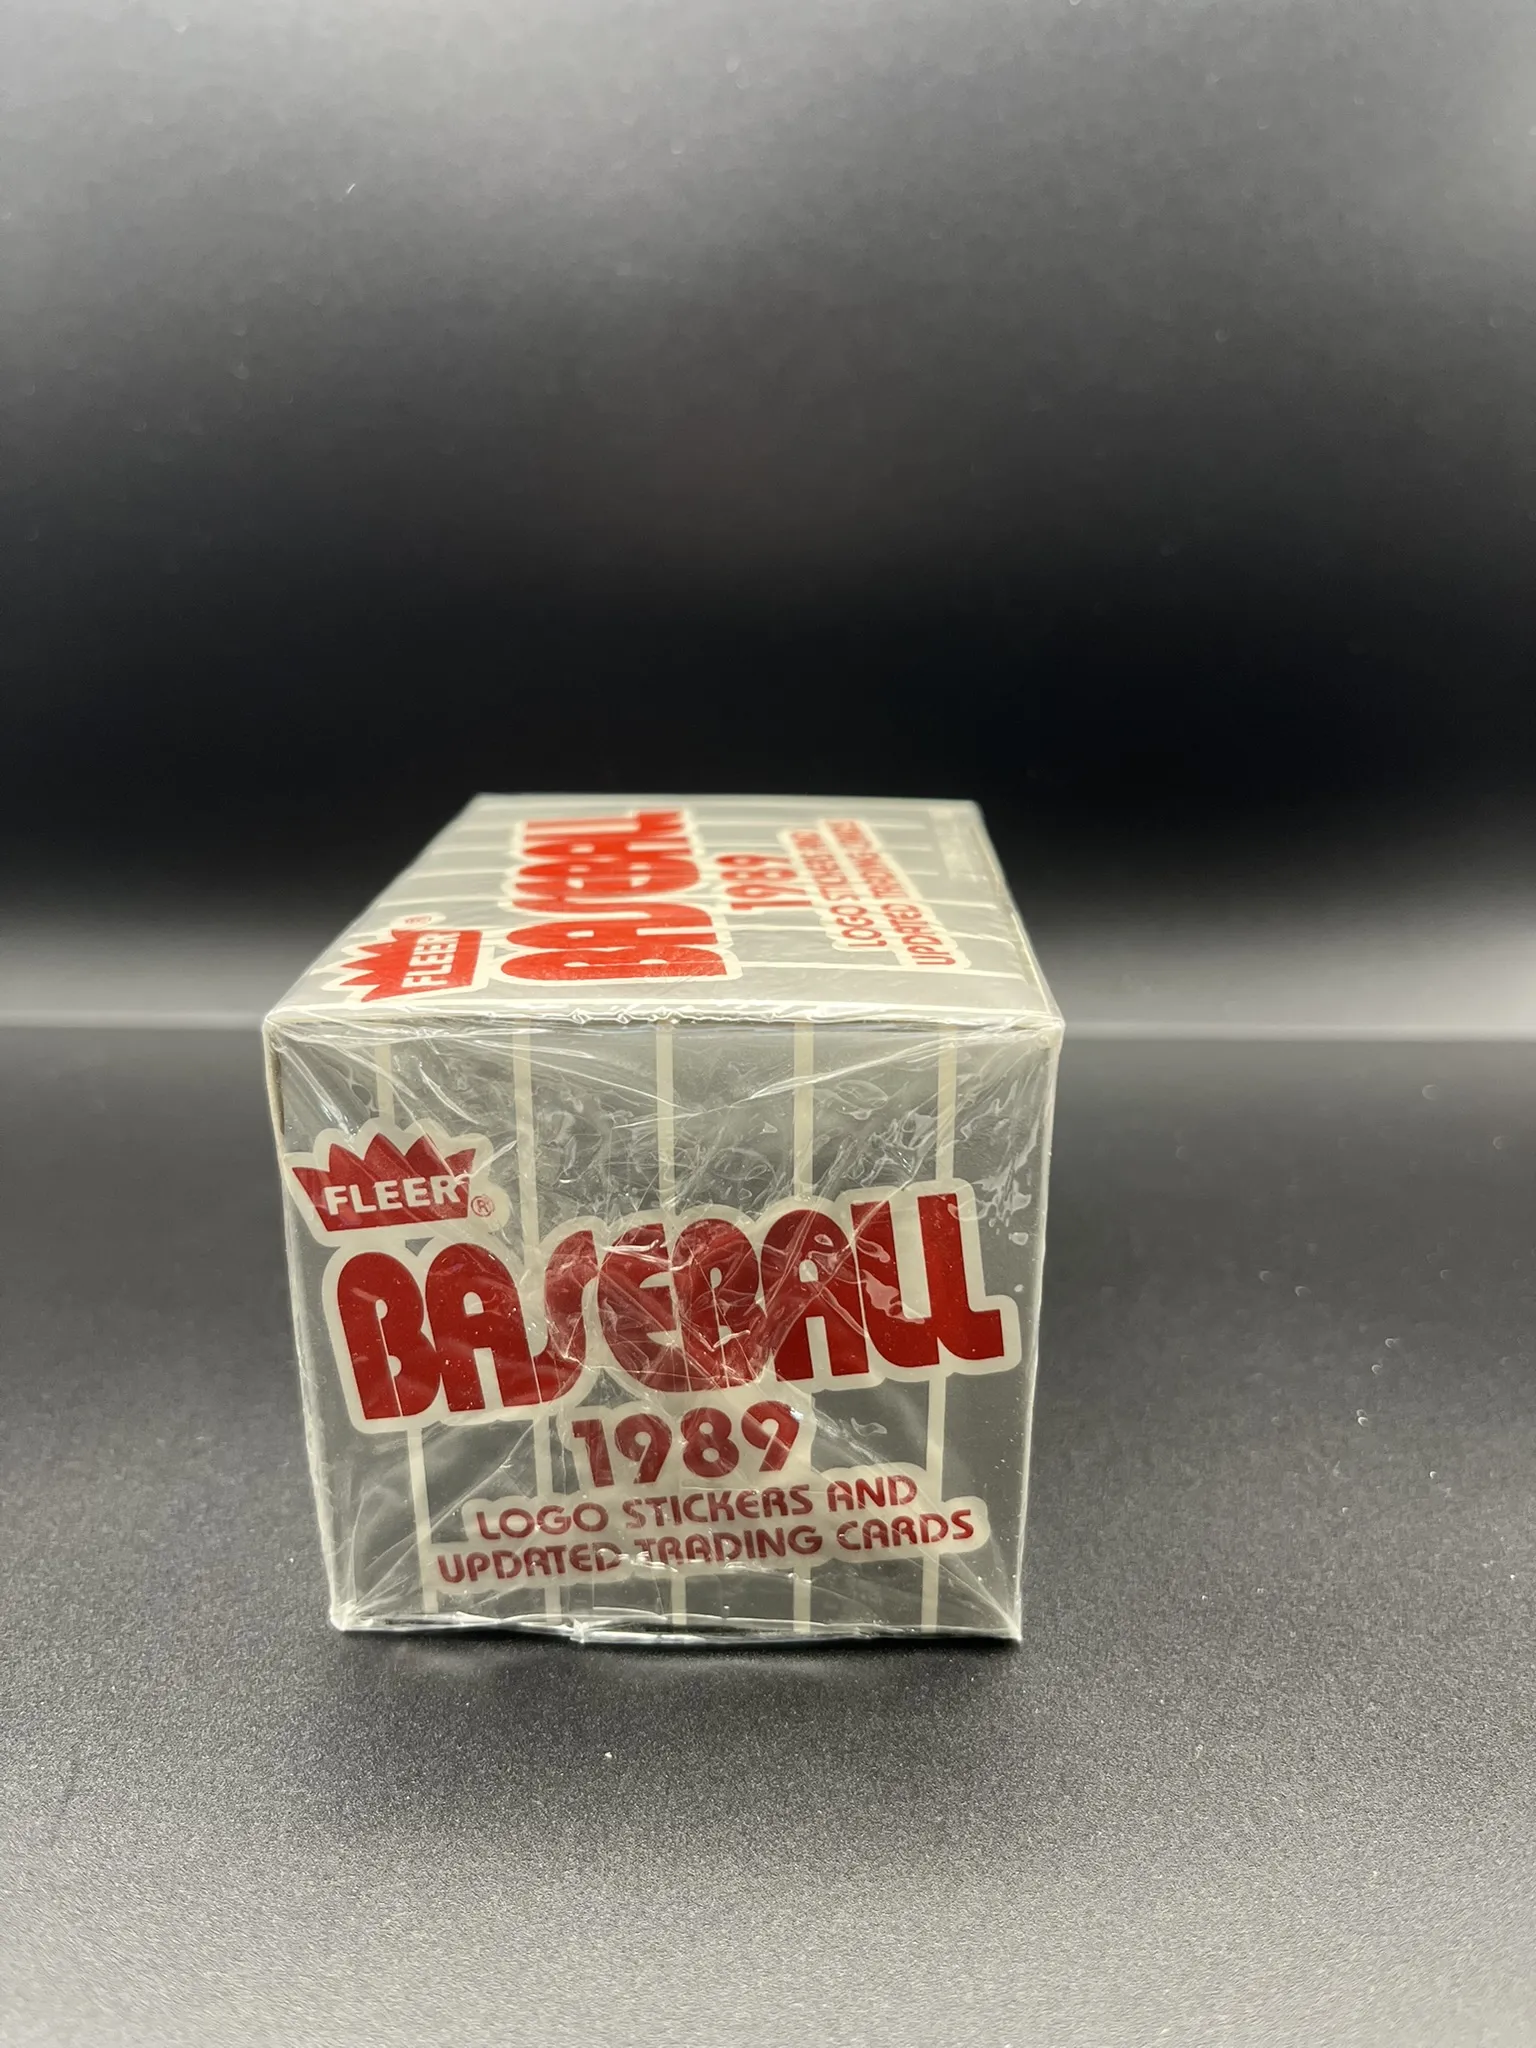 FLEER®
BASEBALL
1989
LOGO STICKERS AND
UPDATED TRADING CARDS
FLEER®
BASEBALL
1989
LOGO STICKERS AND
UPDATED TRADING CARDS